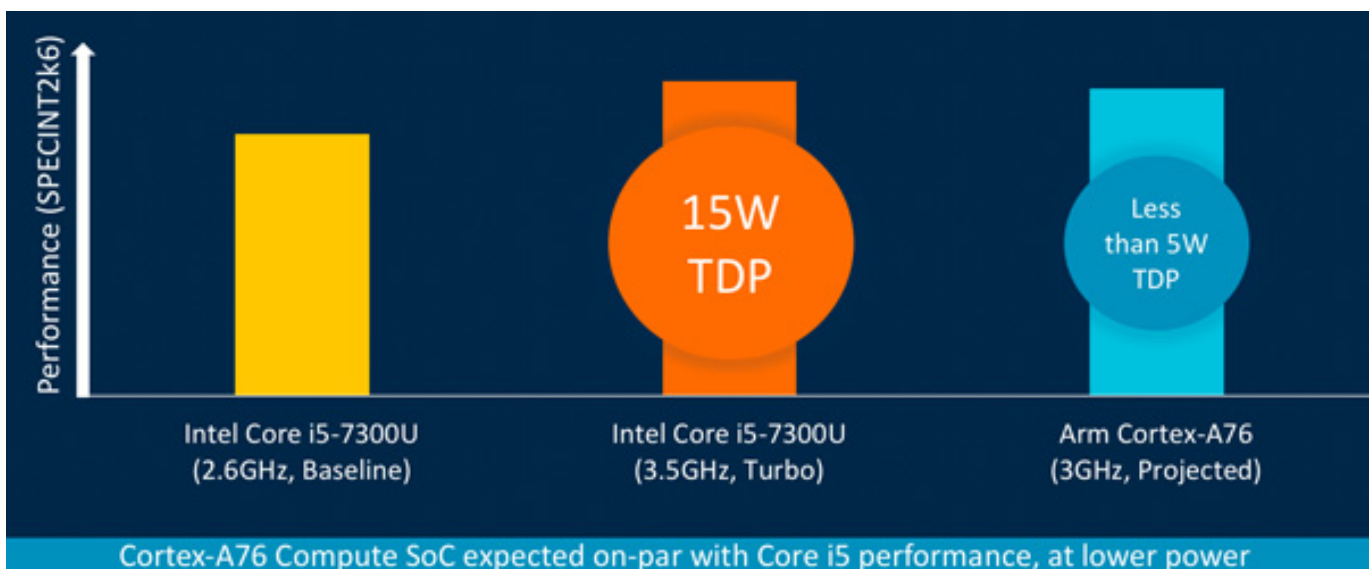 Performance (SPECINT2k6)
15W
TDP
Less
than 5W
TDP
Intel Core i5-7300U
(2.6GHz, Baseline)
Intel Core i5-7300U
(3.5GHz, Turbo)
Arm Cortex-A76
(3GHz, Projected)
Cortex-A76 Compute SoC expected on-par with Core i5 performance, at lower power